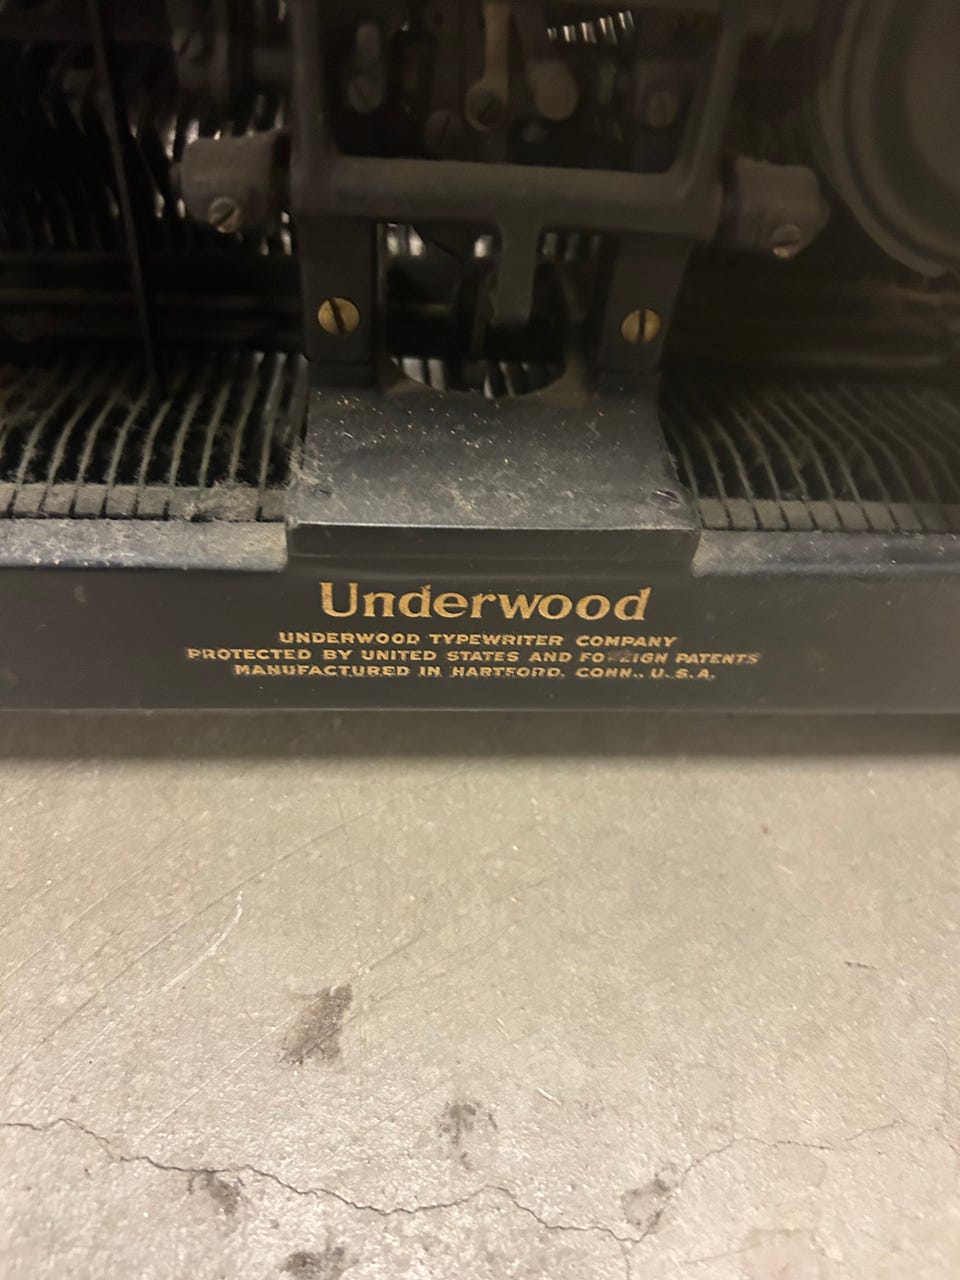 Underwood
UNDERWOOD TYPEWRITER COMPANY
PROTECTED BY UNITED STATES AND FOREIGN PATENTS
MANUFACTURED IN HARTFORD, CONN., U.S.A.